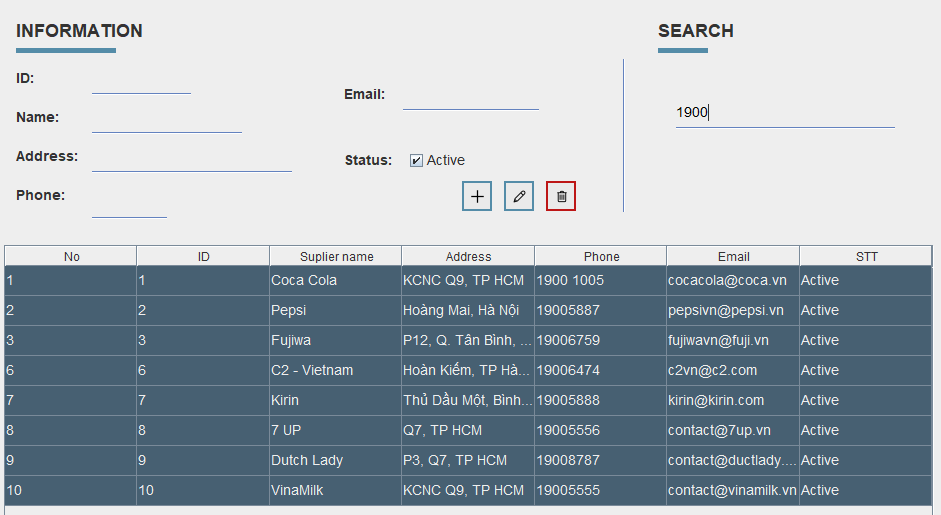 INFORMATION
SEARCH
ID:
Email:
Name:
1900
Address:
Status: Active
Phone:
No ID Suplier name Address Phone Email STT
1 1 Coca Cola KCNC Q9, TP HCM 1900 1005 cocacola@coca.vn Active
2 2 Pepsi Hoàng Mai, Hà Nội 19005887 pepsivn@pepsi.vn Active
3 3 Fujiwa P12, Q. Tân Bình, ... 19006759 fujiwavn@fuji.vn Active
6 6 C2 - Vietnam Hoàn Kiếm, TP Hà... 19006474 c2vn@c2.com Active
7 7 Kirin Thủ Dầu Một, Bình... 19005888 kirin@kirin.com Active
8 8 7 UP Q7, TP HCM 19005556 contact@7up.vn Active
9 9 Dutch Lady P3, Q7, TP HCM 19008787 contact@ductlady.... Active
10 10 VinaMilk KCNC Q9, TP HCM 19005555 contact@vinamilk.vn Active